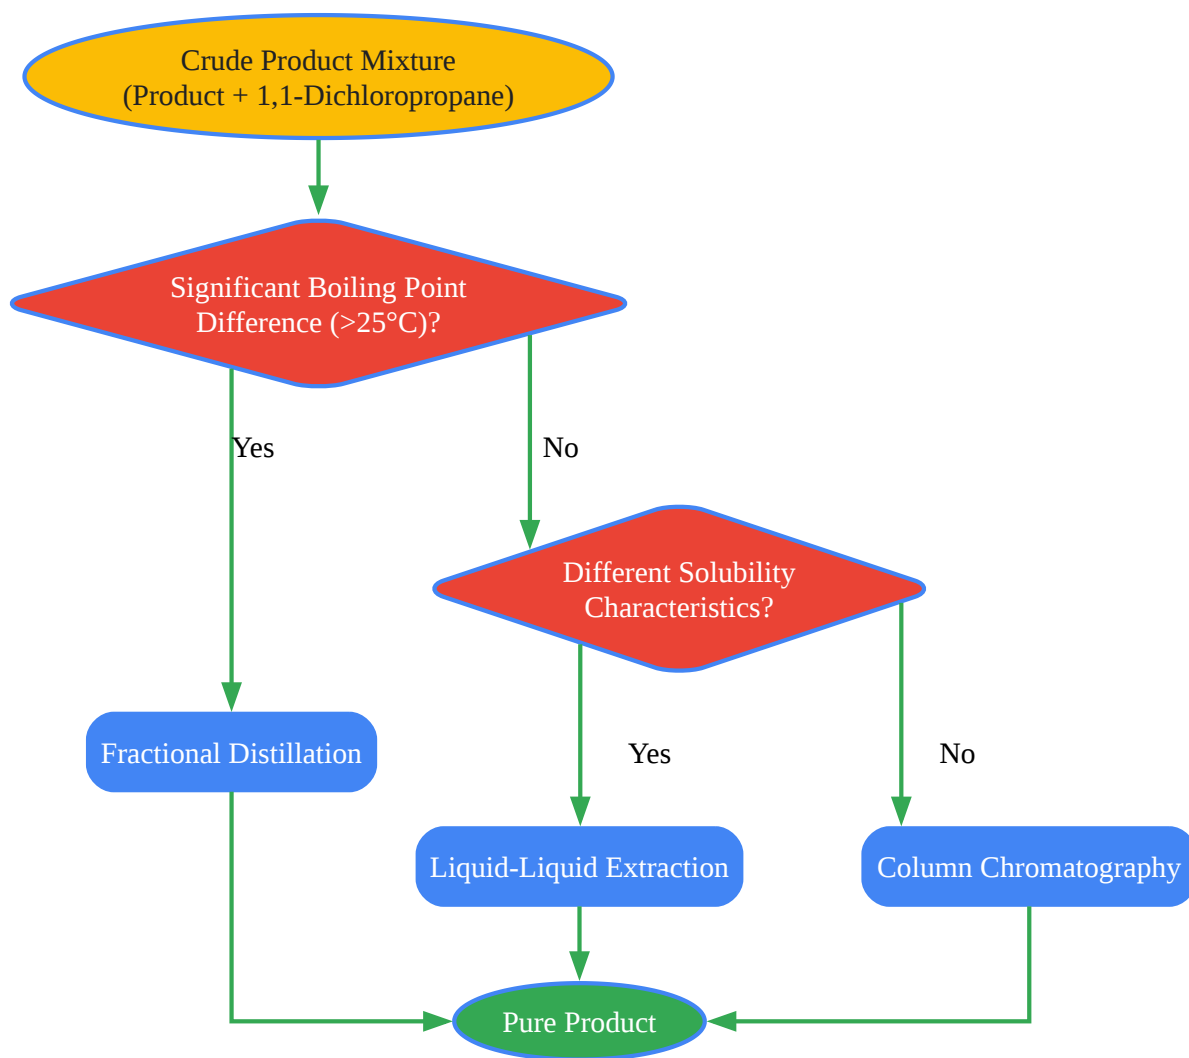 Crude Product Mixture
(Product + 1,1-Dichloropropane)
Significant Boiling Point
Difference (>25°C)?
Yes
No
Different Solubility
Characteristics?
Fractional Distillation
Yes
No
Liquid-Liquid Extraction
Column Chromatography
Pure Product